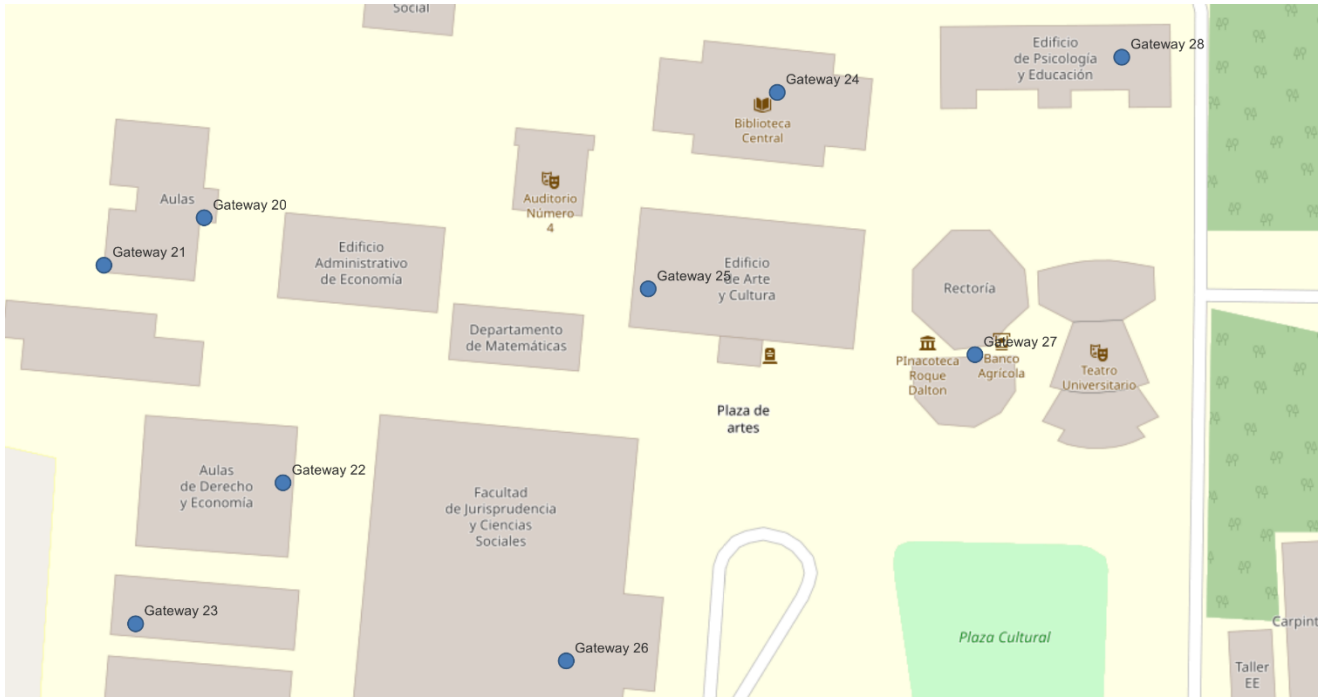 Social
Gateway 24
Biblioteca
Central
Edificio
de Psicología
y Educación
Gateway 28
Aulas
Gateway 20
Gateway 21
Edificio
Administrativo
de Economía
Auditorio
Número
4
Edificio
de Arte
y Cultura
Gateway 25
Departamento
de Matemáticas
Rectoría
Gateway 27
PInacoteca
Roque
Dalton
Banco
Agrícola
Teatro
Universitario
Plaza de
artes
Aulas
de Derecho
y Economía
Gateway 22
Facultad
de Jurisprudencia
y Ciencias
Sociales
Gateway 23
Gateway 26
Plaza Cultural
Carpint
Taller
EE